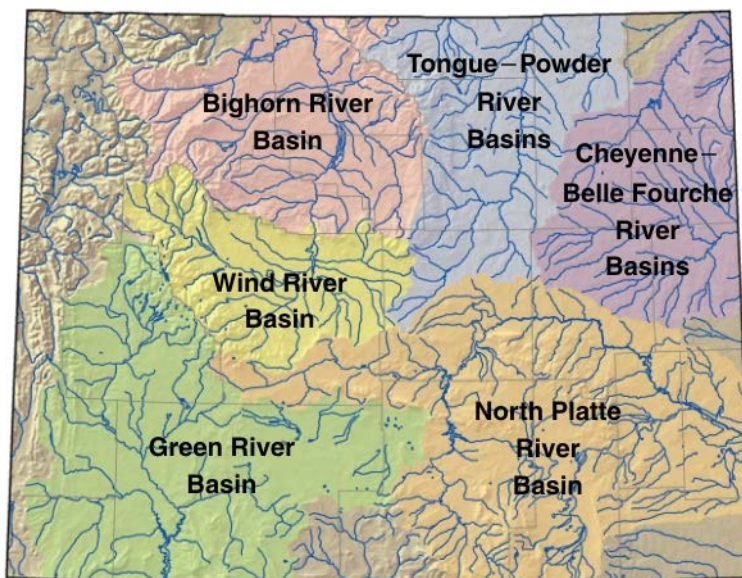 Tongue–Powder
River
Basins
Bighorn River
Basin
Cheyenne–
Belle Fourche
River
Basins
Wind River
Basin
North Platte
River
Basin
Green River
Basin